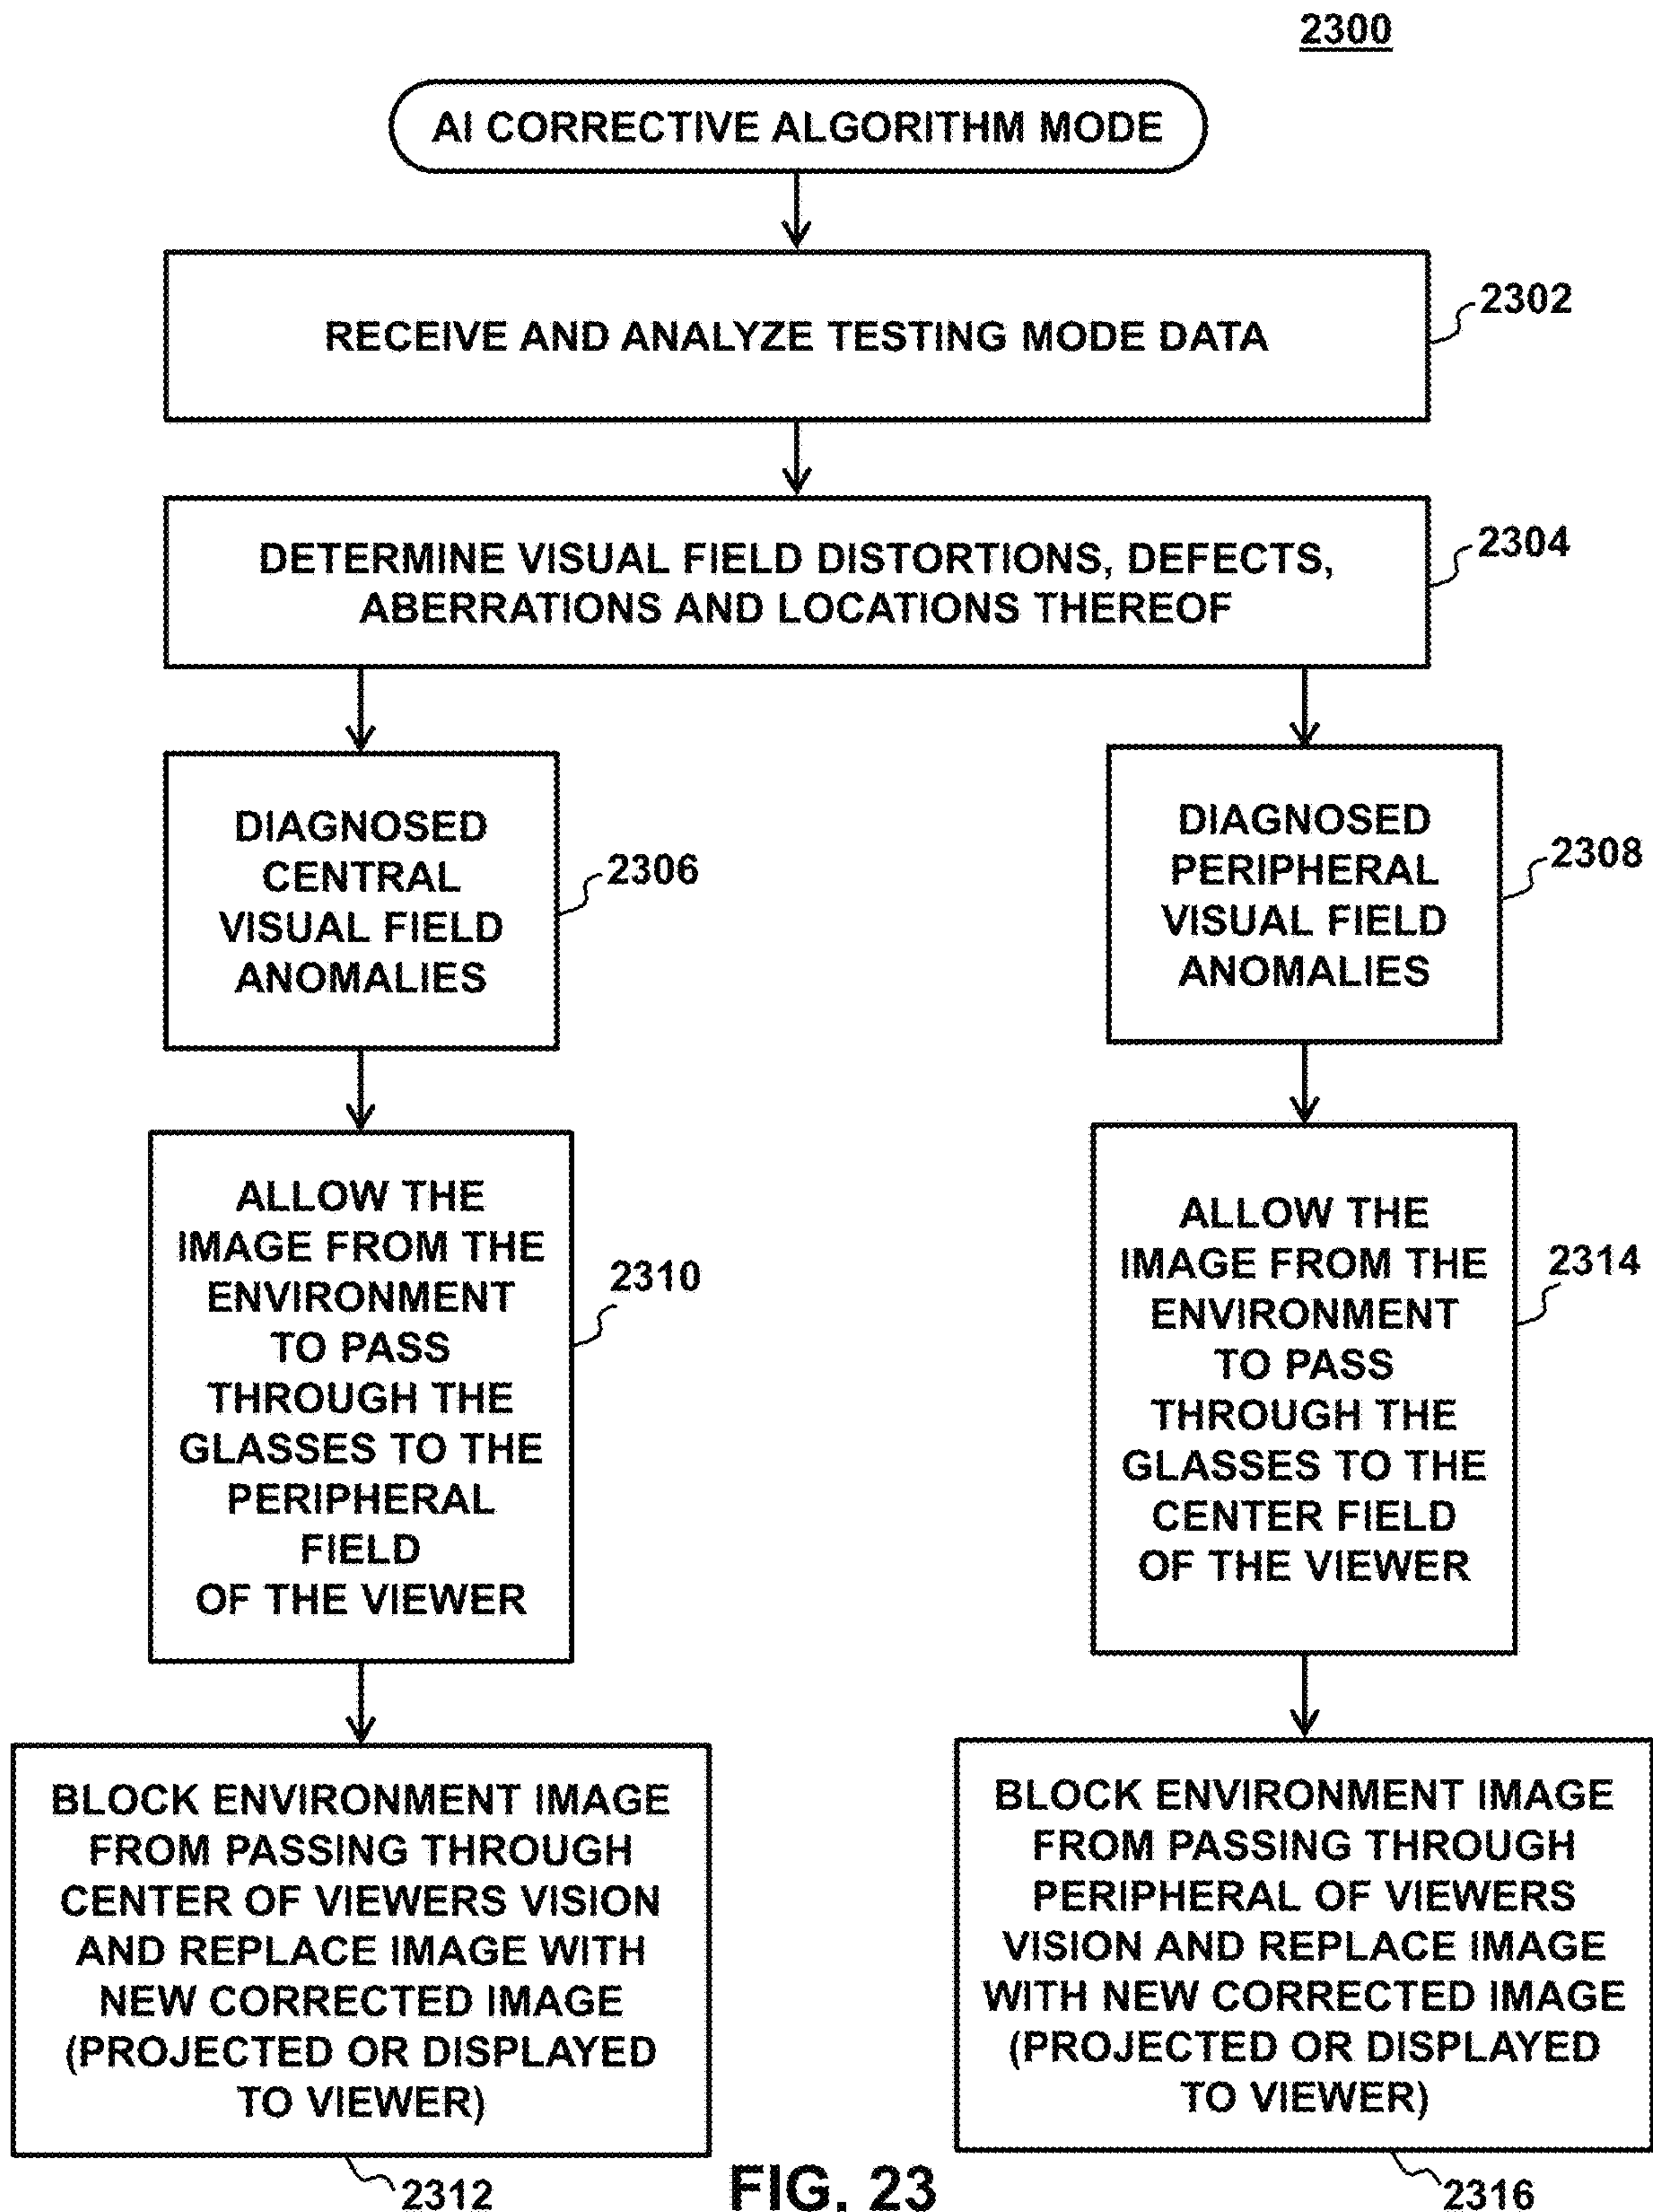 2300
AI CORRECTIVE ALGORITHM MODE
RECEIVE AND ANALYZE TESTING MODE DATA
2302
DETERMINE VISUAL FIELD DISTORTIONS, DEFECTS,
ABERRATIONS AND LOCATIONS THEREOF
2304
DIAGNOSED
CENTRAL
VISUAL FIELD
ANOMALIES
2306
DIAGNOSED
PERIPHERAL
VISUAL FIELD
ANOMALIES
2308
ALLOW THE
IMAGE FROM THE
ENVIRONMENT
TO PASS
THROUGH THE
GLASSES TO THE
PERIPHERAL
FIELD
OF THE VIEWER
2310
ALLOW THE
IMAGE FROM THE
ENVIRONMENT
TO PASS
THROUGH THE
GLASSES TO THE
CENTER FIELD
OF THE VIEWER
2314
BLOCK ENVIRONMENT IMAGE
FROM PASSING THROUGH
CENTER OF VIEWERS VISION
AND REPLACE IMAGE WITH
NEW CORRECTED IMAGE
(PROJECTED OR DISPLAYED
TO VIEWER)
2312
BLOCK ENVIRONMENT IMAGE
FROM PASSING THROUGH
PERIPHERAL OF VIEWERS
VISION AND REPLACE IMAGE
WITH NEW CORRECTED IMAGE
(PROJECTED OR DISPLAYED
TO VIEWER)
2316
FIG. 23